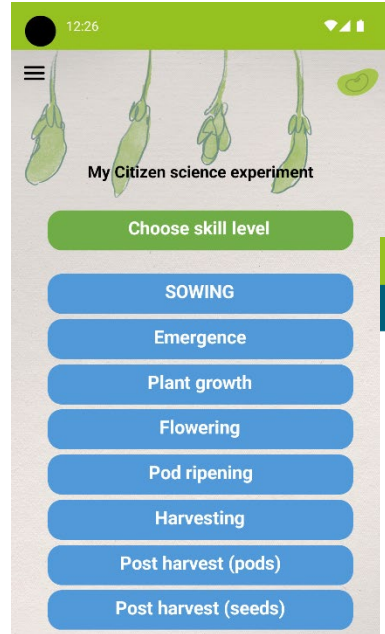 12:26
My Citizen science experiment
Choose skill level
SOWING
Emergence
Plant growth
Flowering
Pod ripening
Harvesting
Post harvest (pods)
Post harvest (seeds)